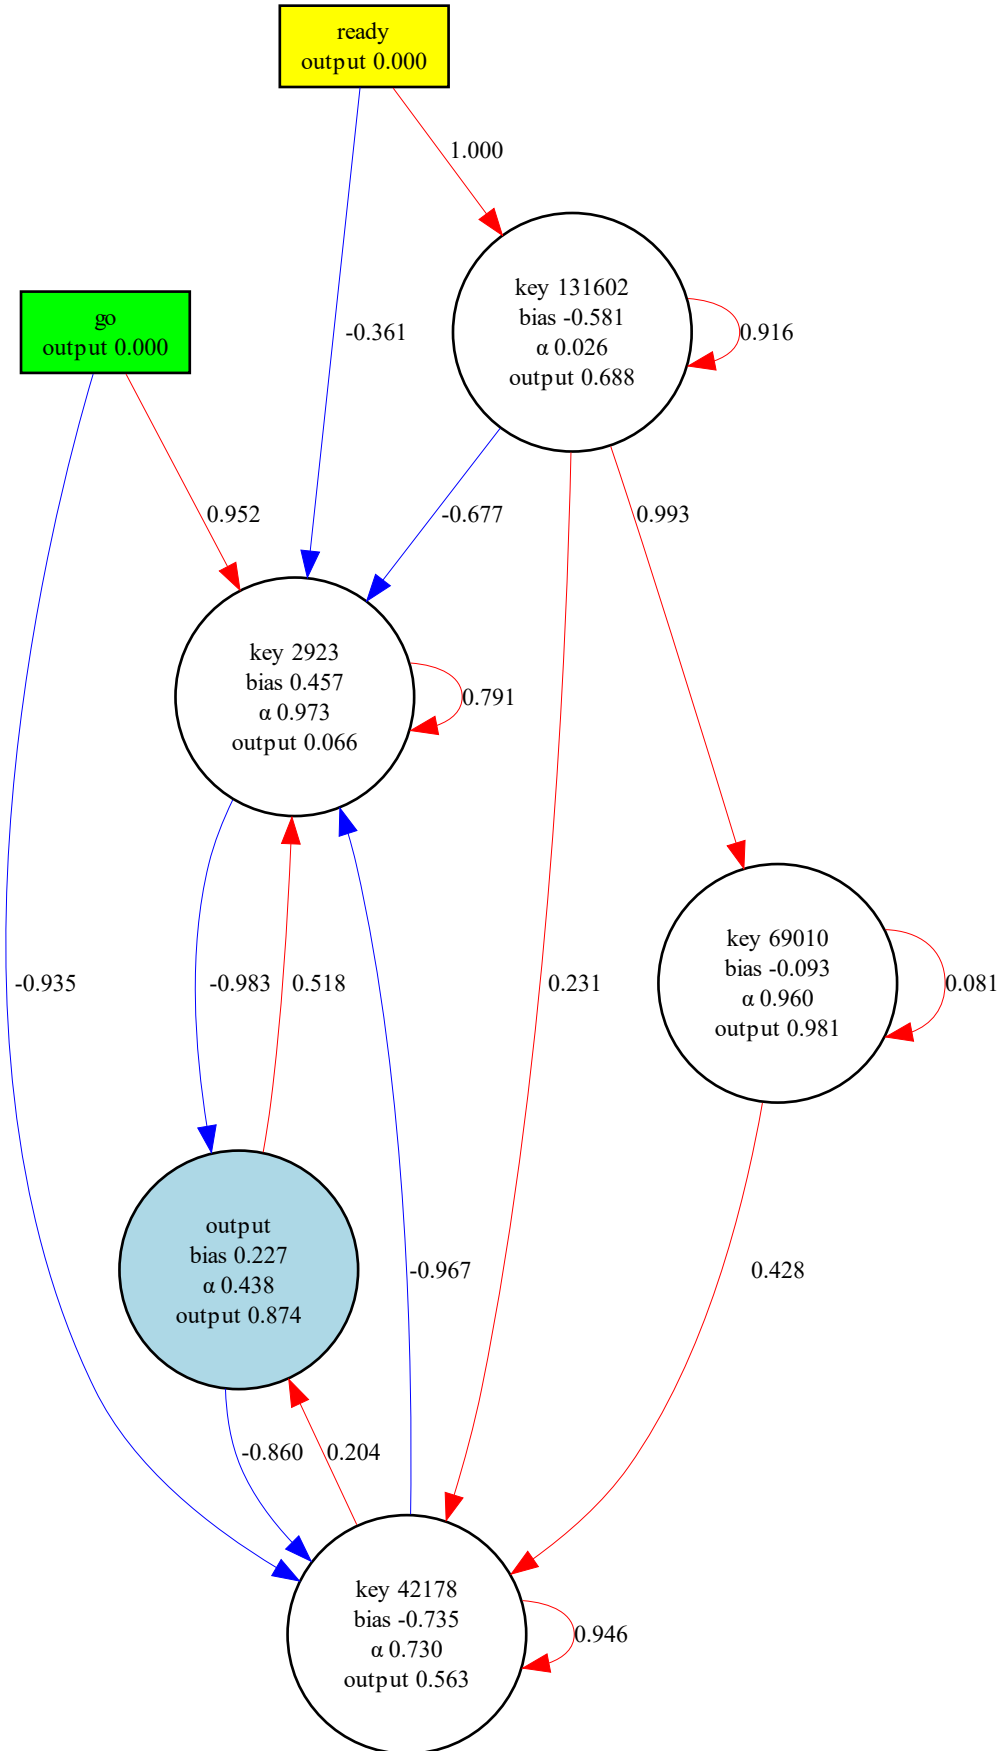 ready
output 0.000
1.000
key 131602
bias -0.581
α 0.026
output 0.688
0.916
go
output 0.000
-0.361
0.952
-0.677
0.993
key 2923
bias 0.457
α 0.973
output 0.066
0.791
key 69010
bias -0.093
α 0.960
output 0.981
0.081
-0.935
-0.983
0.518
0.231
output
bias 0.227
α 0.438
output 0.874
-0.967
0.428
-0.860
0.204
key 42178
bias -0.735
α 0.730
output 0.563
0.946